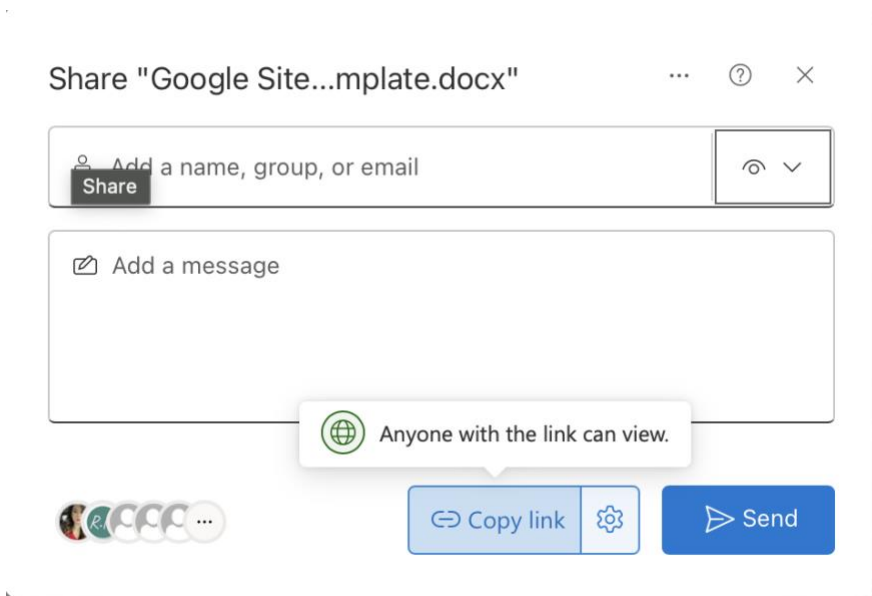 Share "Google Site...mplate.docx"
Add a name, group, or email
Share
Add a message
Anyone with the link can view.
R.
Copy link
Send